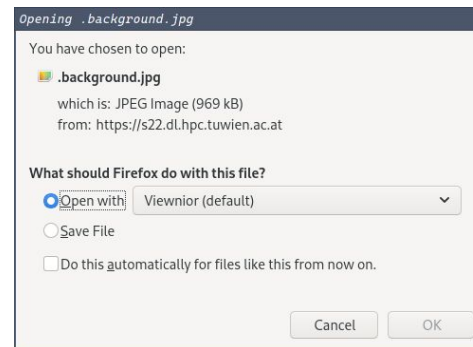 Opening .background.jpg
You have chosen to open:
.background.jpg
which is: JPEG Image (969 kB)
from: https://s22.dl.hpc.tuwien.ac.at
What should Firefox do with this file?
Open with Viewnior (default)
Save File
Do this automatically for files like this from now on.
Cancel OK